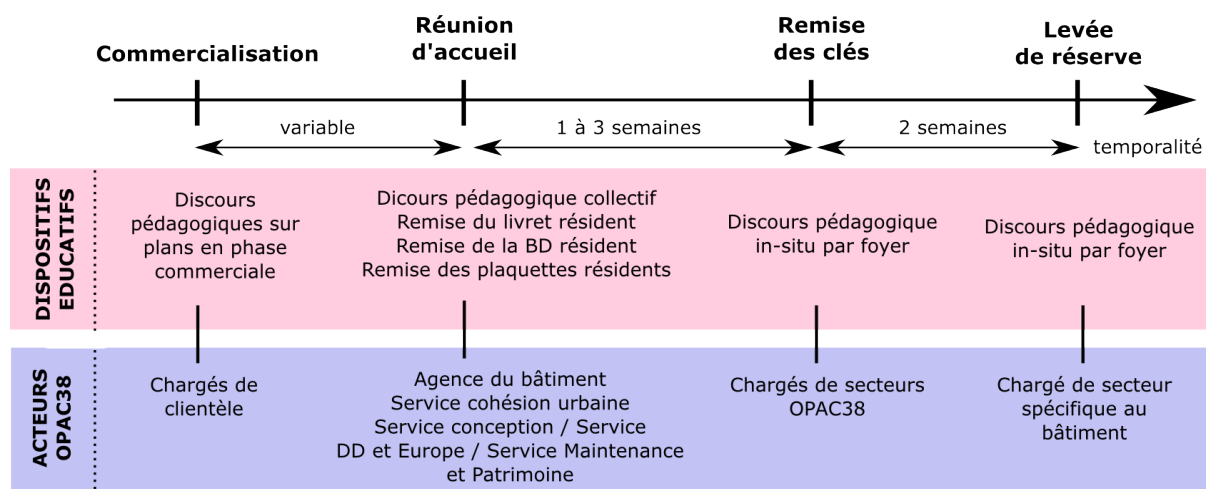 Commercialisation
Réunion
d'accueil
Remise
des clés
Levée
de réserve
variable
1 à 3 semaines
2 semaines
temporalité
DISPOSITIFS
EDUCATIFS
Discours
pédagogiques sur
plans en phase
commerciale
Dicours pédagogique collectif
Remise du livret résident
Remise de la BD résident
Remise des plaquettes résidents
Discours pédagogique
in-situ par foyer
Discours pédagogique
in-situ par foyer
ACTEURS
OPAC38
Chargés de
clientèle
Agence du bâtiment
Service cohésion urbaine
Service conception / Service
DD et Europe / Service Maintenance
et Patrimoine
Chargés de secteurs
OPAC38
Chargé de secteur
spécifique au
bâtiment